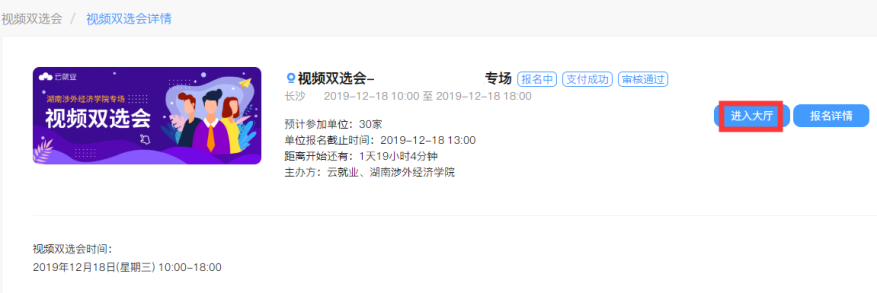 视频双选会 / 视频双选会详情
云就业
湖南涉外经济学院专场
视频双选会
视频双选会- 专场 报名中 支付成功 审核通过
长沙 2019-12-18 10:00 至 2019-12-18 18:00
预计参加单位：30家
单位报名截止时间：2019-12-18 13:00
距离开始还有：1天19小时4分钟
主办方：云就业、湖南涉外经济学院
进入大厅 报名详情
视频双选会时间：
2019年12月18日(星期三) 10:00-18:00